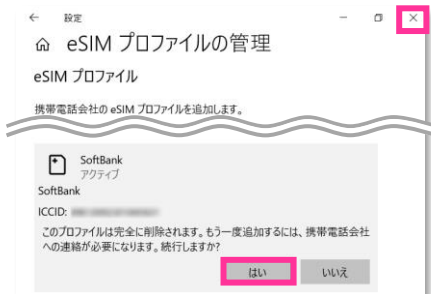 設定
eSIM プロファイルの管理
eSIM プロファイル
携帯電話会社の eSIM プロファイルを追加します。
SoftBank
アクティブ
SoftBank
ICCID:
このプロファイルは完全に削除されます。もう一度追加するには、携帯電話会社
への連絡が必要になります。続行しますか?
はい いいえ